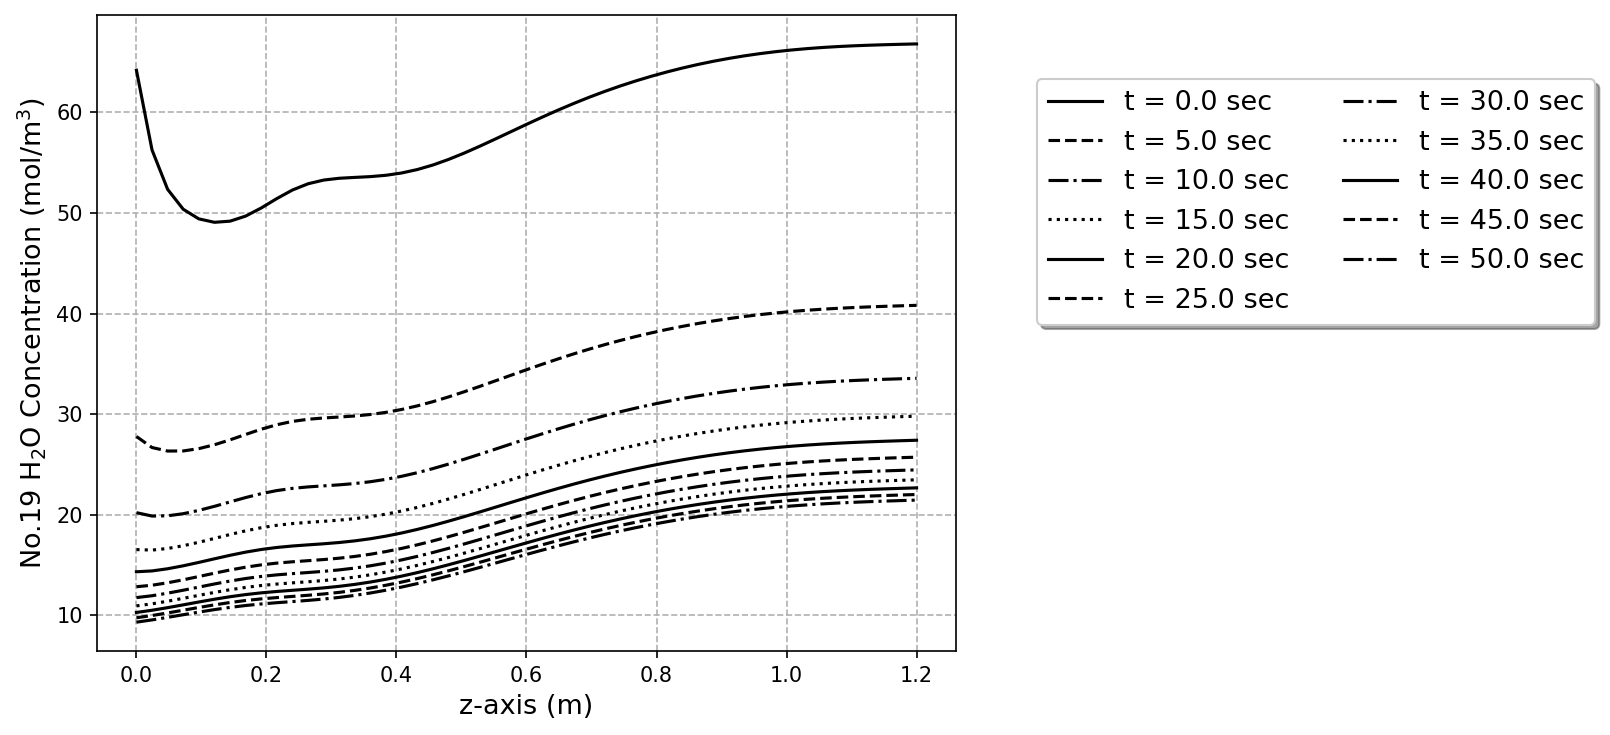 No.19 H₂O Concentration (mol/m³)
60
50
40
30
20
10
0.0 0.2 0.4 0.6 0.8 1.0 1.2
z-axis (m)
t = 0.0 sec
t = 5.0 sec
t = 10.0 sec
t = 15.0 sec
t = 20.0 sec
t = 25.0 sec
t = 30.0 sec
t = 35.0 sec
t = 40.0 sec
t = 45.0 sec
t = 50.0 sec